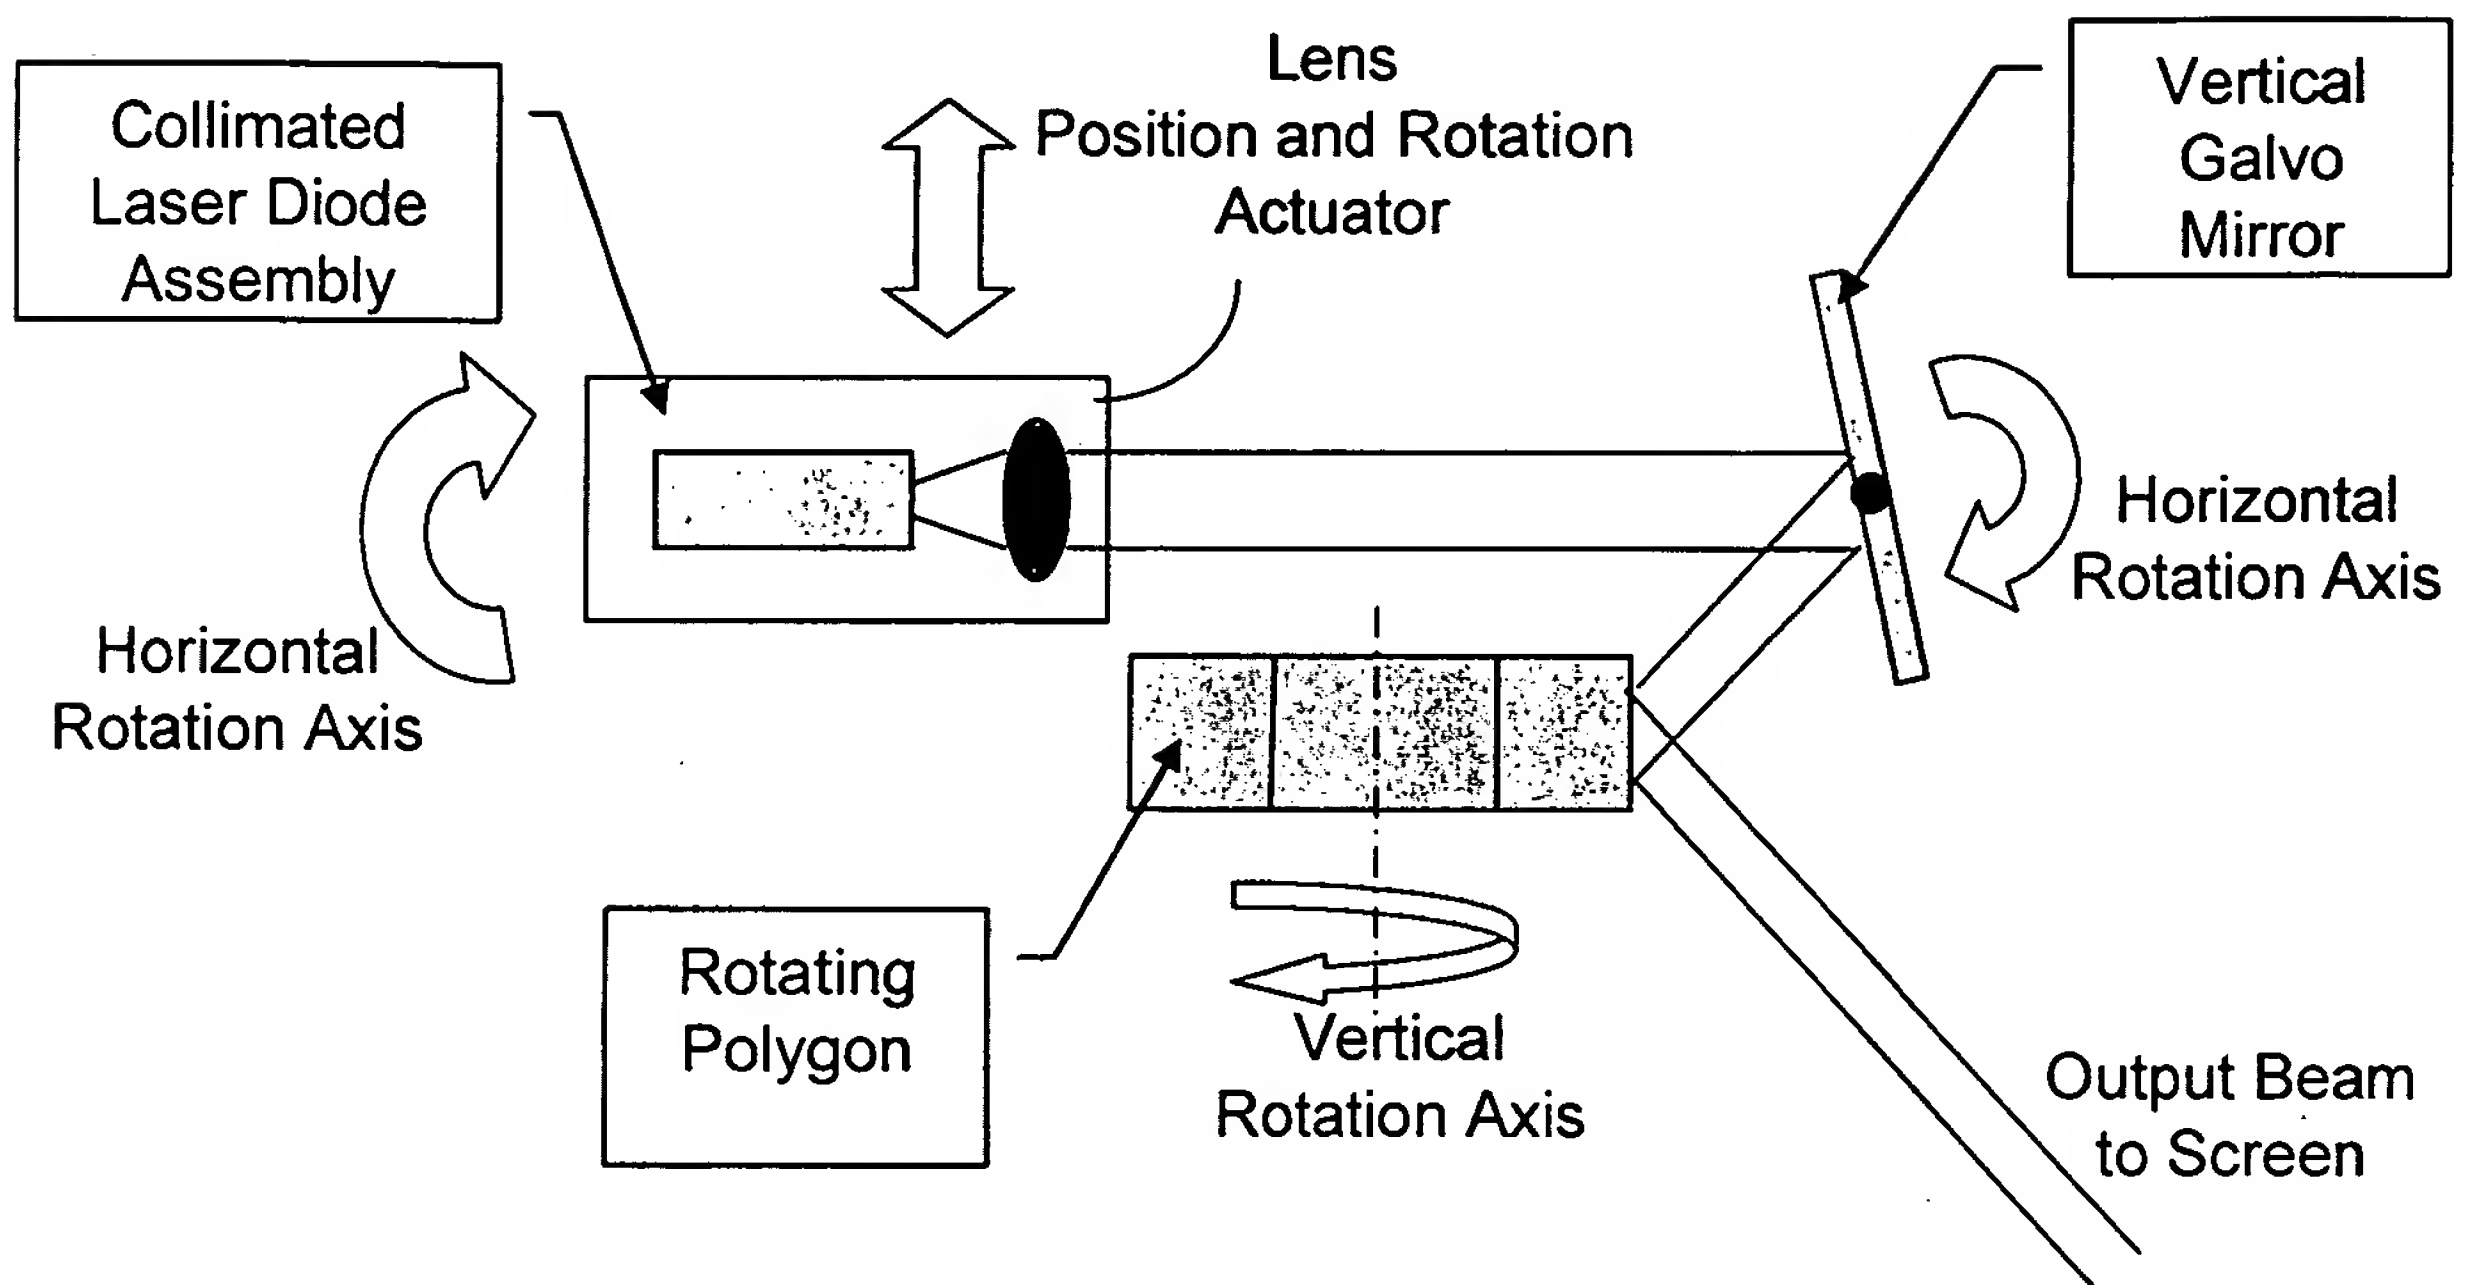 Collimated
Laser Diode
Assembly
Lens
Position and Rotation
Actuator
Vertical
Galvo
Mirror
Horizontal
Rotation Axis
Horizontal
Rotation Axis
Rotating
Polygon
Vertical
Rotation Axis
Output Beam
to Screen